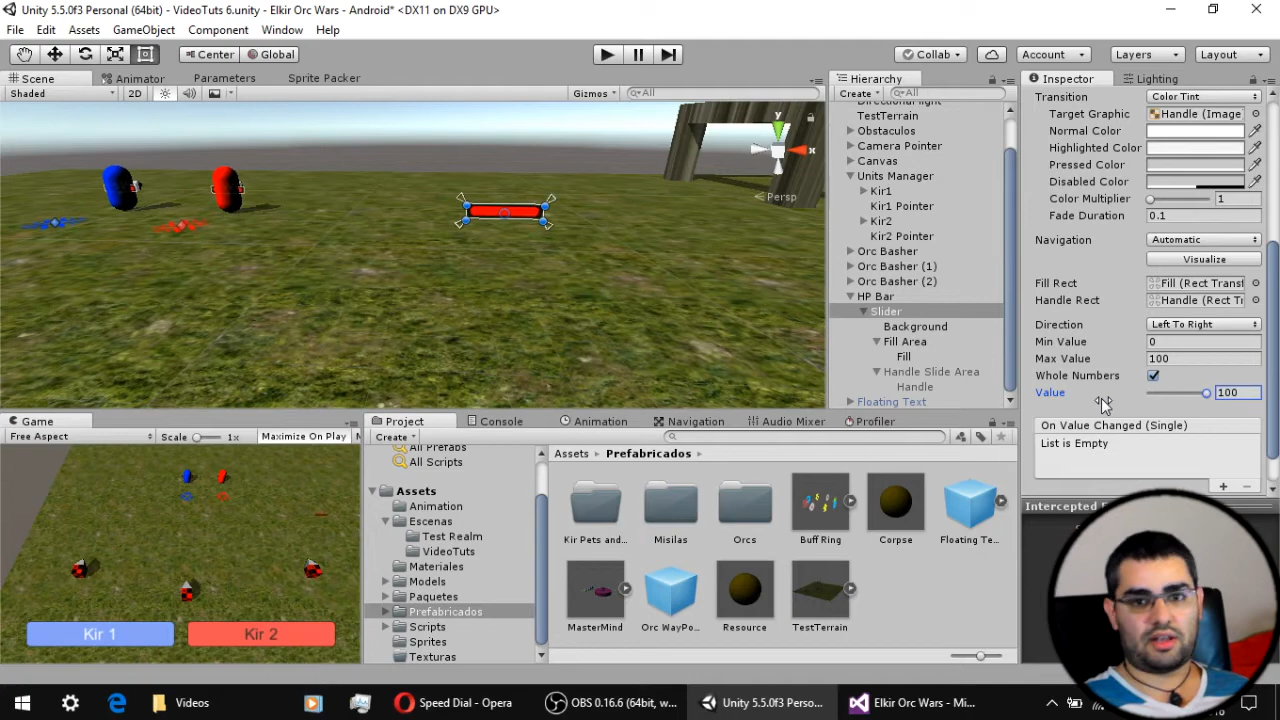 Unity 5.5.0f3 Personal (64bit) - VideoTuts 6.unity - Elkir Orc Wars - Android* <DX11 on DX9 GPU>
File Edit Assets GameObject Component Window Help
Center Global Collab Account Layers Layout
Scene Animator Parameters Sprite Packer
Shaded 2D Gizmos All
y
x
Persp
Hierarchy
Create All
Directional light
TestTerrain
Obstaculos
Camera Pointer
Canvas
Units Manager
Kir1
Kir1 Pointer
Kir2
Kir2 Pointer
Orc Basher
Orc Basher (1)
Orc Basher (2)
HP Bar
Slider
Background
Fill Area
Fill
Handle Slide Area
Handle
Floating Text
Inspector Lighting
Transition Color Tint
Target Graphic Handle (Image
Normal Color
Highlighted Color
Pressed Color
Disabled Color
Color Multiplier 1
Fade Duration 0.1
Navigation Automatic
Visualize
Fill Rect Fill (Rect Transf
Handle Rect Handle (Rect Tr
Direction Left To Right
Min Value 0
Max Value 100
Whole Numbers
Value 100
On Value Changed (Single)
List is Empty
Intercepted
Game
Free Aspect Scale 1x Maximize On Play
Kir 1 Kir 2
Project Console Animation Navigation Audio Mixer Profiler
Create
All Prefabs
All Scripts
Assets
Animation
Escenas
Test Realm
VideoTuts
Materiales
Models
Paquetes
Prefabricados
Scripts
Sprites
Texturas
Assets Prefabricados
Kir Pets and... Misilas Orcs Buff Ring Corpse Floating Te...
MasterMind Orc WayPo... Resource TestTerrain
Videos Speed Dial - Opera OBS 0.16.6 (64bit, w... Unity 5.5.0f3 Perso... Elkir Orc Wars - Mi...